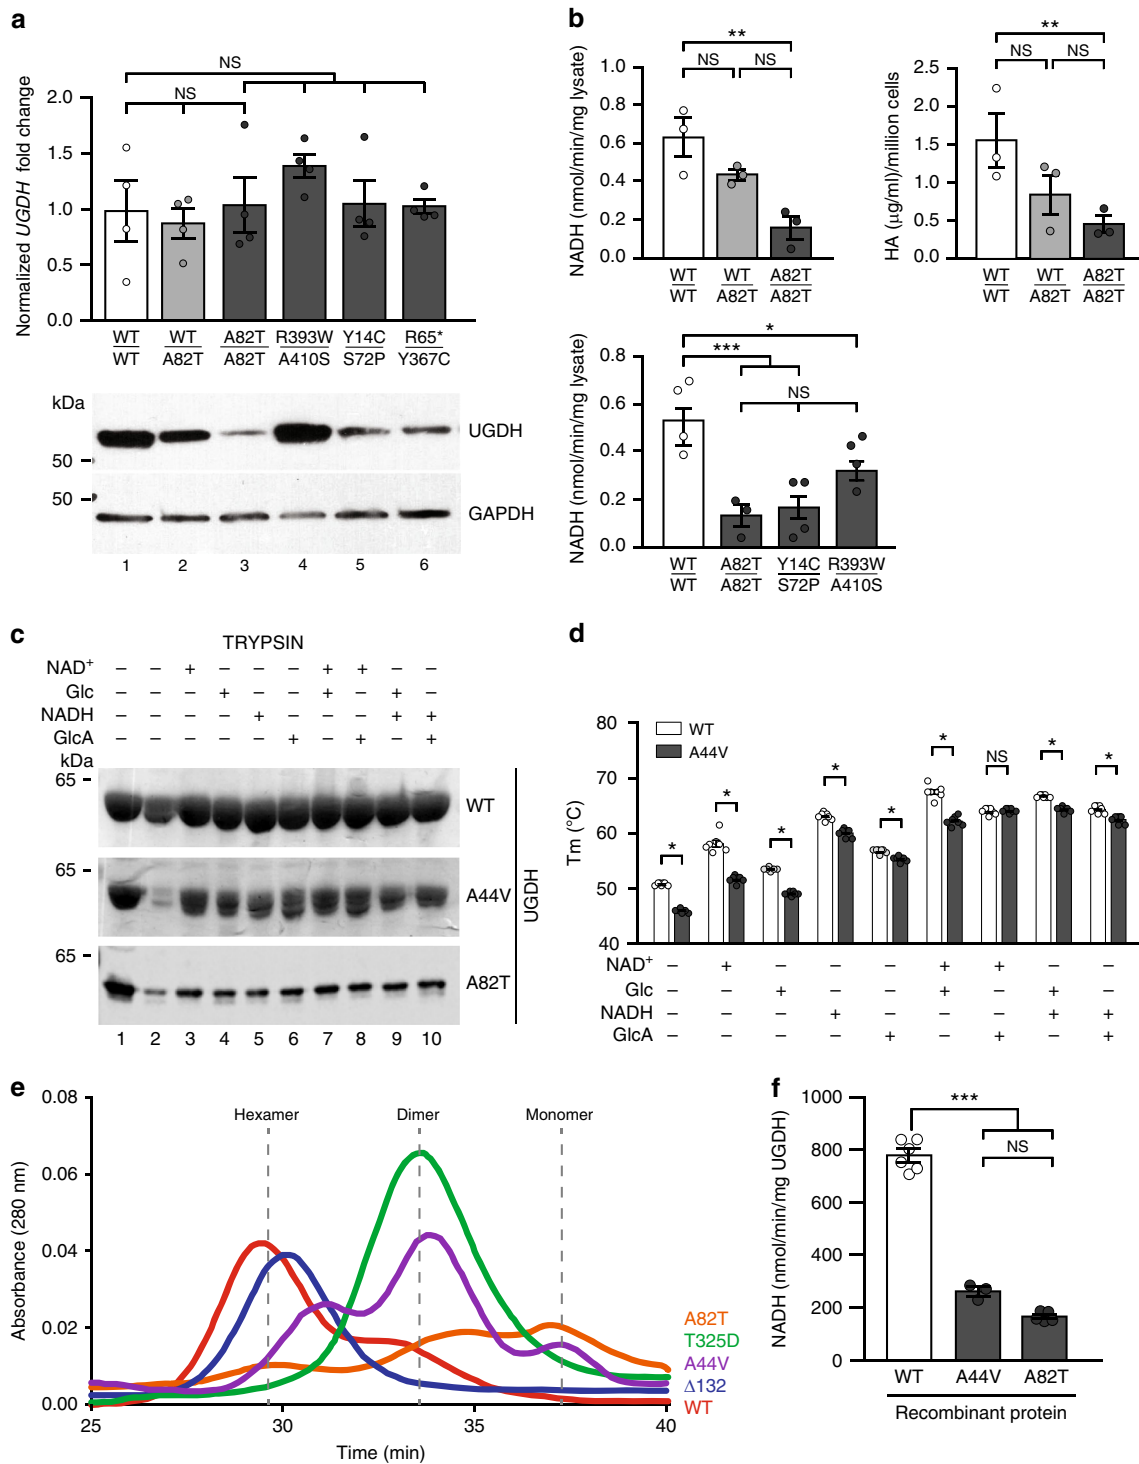 a
NS
NS
Normalized UGDH fold change
2.0
1.5
1.0
0.5
0.0
WT WT A82T R393W Y14C R65*
WT A82T A82T A410S S72P Y367C
kDa
UGDH
50
50
GAPDH
1 2 3 4 5 6
b
**
NS NS
NADH (nmol/min/mg lysate)
1.0
0.6
0.4
0.2
0.0
WT WT A82T
WT A82T A82T
**
NS NS
HA (μg/ml)/million cells
2.5
2.0
1.5
1.0
0.5
0.0
WT WT A82T
WT A82T A82T
*
***
NS
NADH (nmol/min/mg lysate)
0.8
0.6
0.4
0.2
0.0
WT A82T Y14C R393W
WT A82T S72P A410S
c
TRYPSIN
NAD+ – – + – – – + + – –
Glc – – – + – – + – + –
NADH – – – – + – – – + +
GlcA – – – – – + – + – +
kDa
65
WT
65
A44V
65
A82T
UGDH
1 2 3 4 5 6 7 8 9 10
d
WT
A44V
Tm (°C)
80
70
60
50
40
* * * * * * NS * *
NAD+ – + – – – + + – –
Glc – – + – – + – + –
NADH – – – + – – – + +
GlcA – – – – + – + – +
e
Absorbance (280 nm)
0.08
0.06
0.04
0.02
0.00
Hexamer Dimer Monomer
A82T
T325D
A44V
Δ132
WT
25 30 35 40
Time (min)
f
***
NS
NADH (nmol/min/mg UGDH)
1000
800
600
400
200
0
WT A44V A82T
Recombinant protein